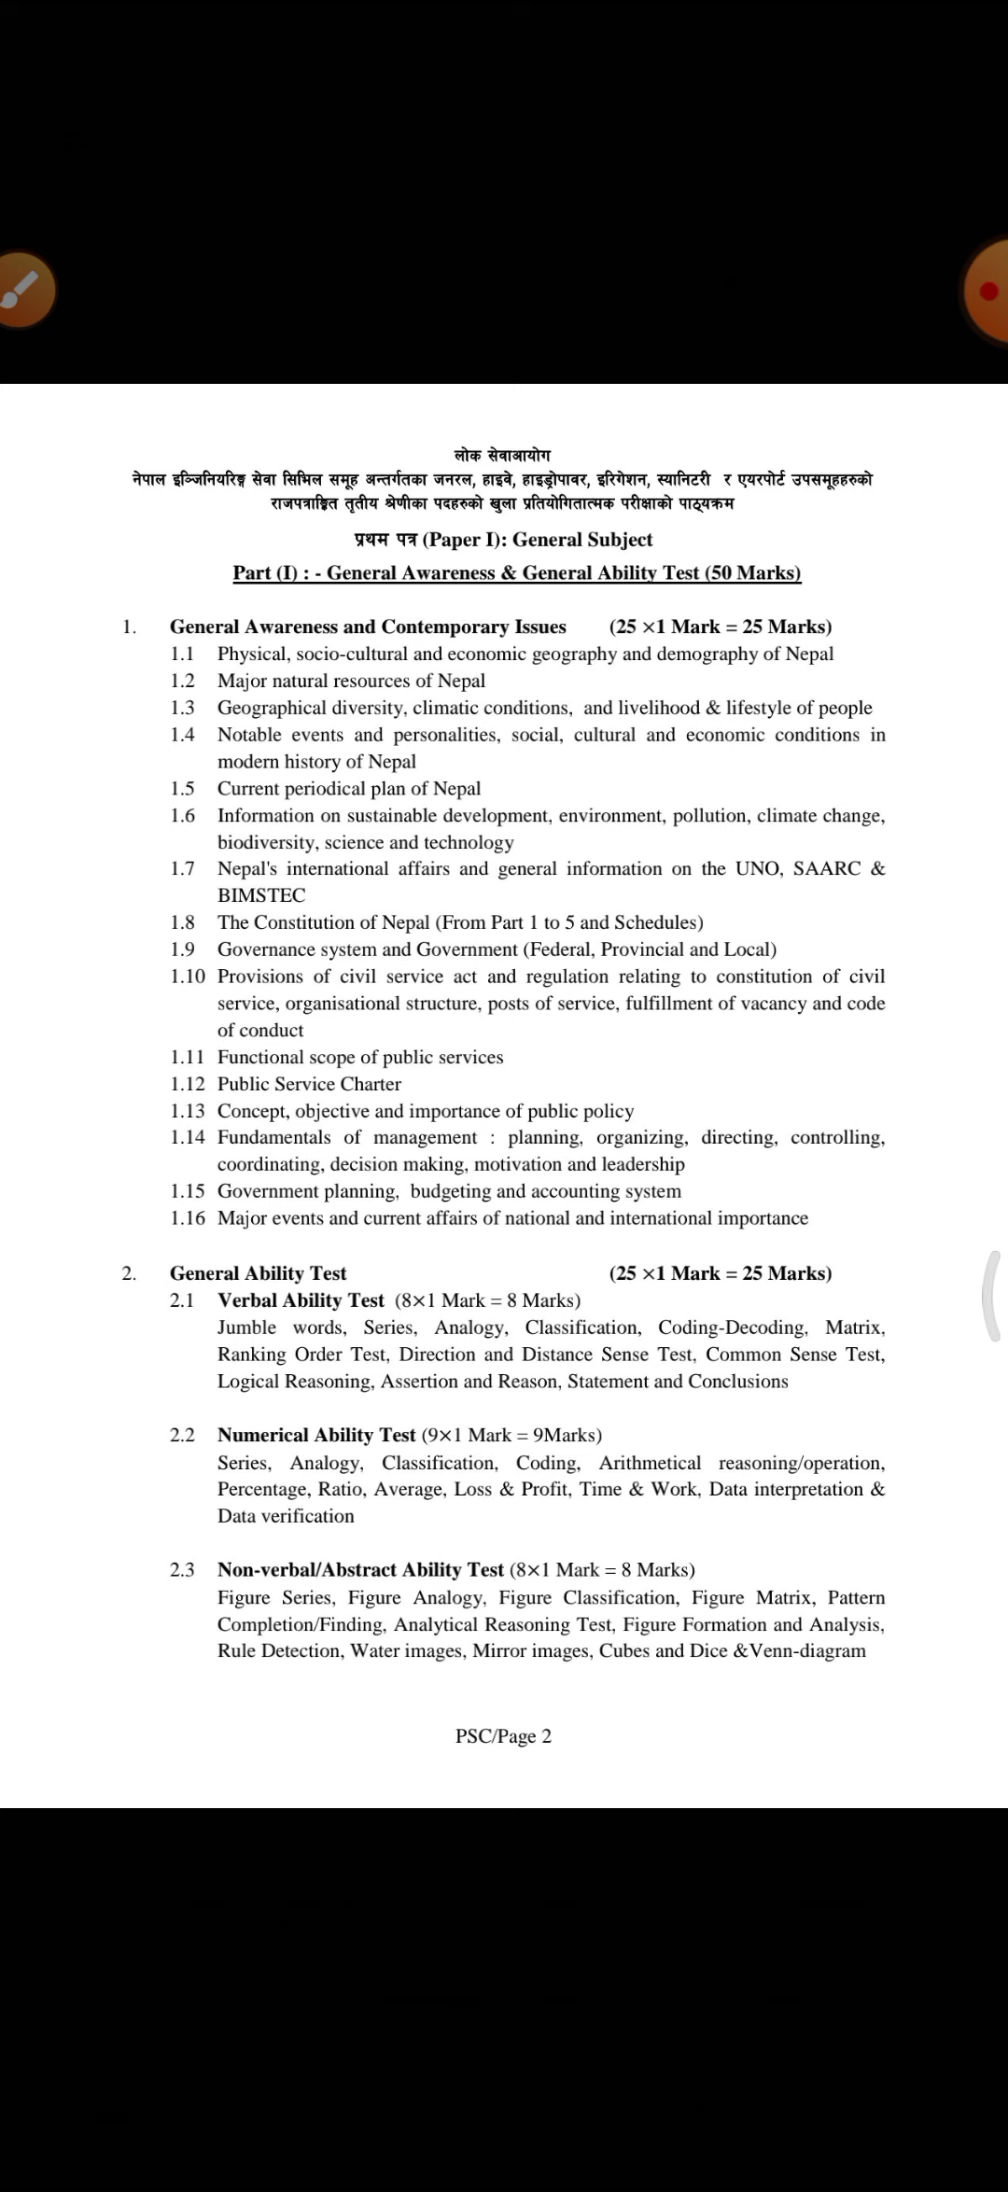 लोक सेवाआयोग
नेपाल इञ्जिनियरिङ्ग सेवा सिभिल समूह अन्तर्गतका जनरल, हाइवे, हाइड्रोपावर, इरिगेशन, स्यानिटरी र एयरपोर्ट उपसमूहहरुको
राजपत्राङ्कित तृतीय श्रेणीका पदहरुको खुला प्रतियोगितात्मक परीक्षाको पाठ्यक्रम
प्रथम पत्र (Paper I): General Subject
Part (I) : - General Awareness & General Ability Test (50 Marks)
1. General Awareness and Contemporary Issues (25 ×1 Mark = 25 Marks)
1.1 Physical, socio-cultural and economic geography and demography of Nepal
1.2 Major natural resources of Nepal
1.3 Geographical diversity, climatic conditions, and livelihood & lifestyle of people
1.4 Notable events and personalities, social, cultural and economic conditions in
modern history of Nepal
1.5 Current periodical plan of Nepal
1.6 Information on sustainable development, environment, pollution, climate change,
biodiversity, science and technology
1.7 Nepal's international affairs and general information on the UNO, SAARC &
BIMSTEC
1.8 The Constitution of Nepal (From Part 1 to 5 and Schedules)
1.9 Governance system and Government (Federal, Provincial and Local)
1.10 Provisions of civil service act and regulation relating to constitution of civil
service, organisational structure, posts of service, fulfillment of vacancy and code
of conduct
1.11 Functional scope of public services
1.12 Public Service Charter
1.13 Concept, objective and importance of public policy
1.14 Fundamentals of management : planning, organizing, directing, controlling,
coordinating, decision making, motivation and leadership
1.15 Government planning, budgeting and accounting system
1.16 Major events and current affairs of national and international importance
2. General Ability Test (25 ×1 Mark = 25 Marks)
2.1 Verbal Ability Test (8×1 Mark = 8 Marks)
Jumble words, Series, Analogy, Classification, Coding-Decoding, Matrix,
Ranking Order Test, Direction and Distance Sense Test, Common Sense Test,
Logical Reasoning, Assertion and Reason, Statement and Conclusions
2.2 Numerical Ability Test (9×1 Mark = 9Marks)
Series, Analogy, Classification, Coding, Arithmetical reasoning/operation,
Percentage, Ratio, Average, Loss & Profit, Time & Work, Data interpretation &
Data verification
2.3 Non-verbal/Abstract Ability Test (8×1 Mark = 8 Marks)
Figure Series, Figure Analogy, Figure Classification, Figure Matrix, Pattern
Completion/Finding, Analytical Reasoning Test, Figure Formation and Analysis,
Rule Detection, Water images, Mirror images, Cubes and Dice &Venn-diagram
PSC/Page 2